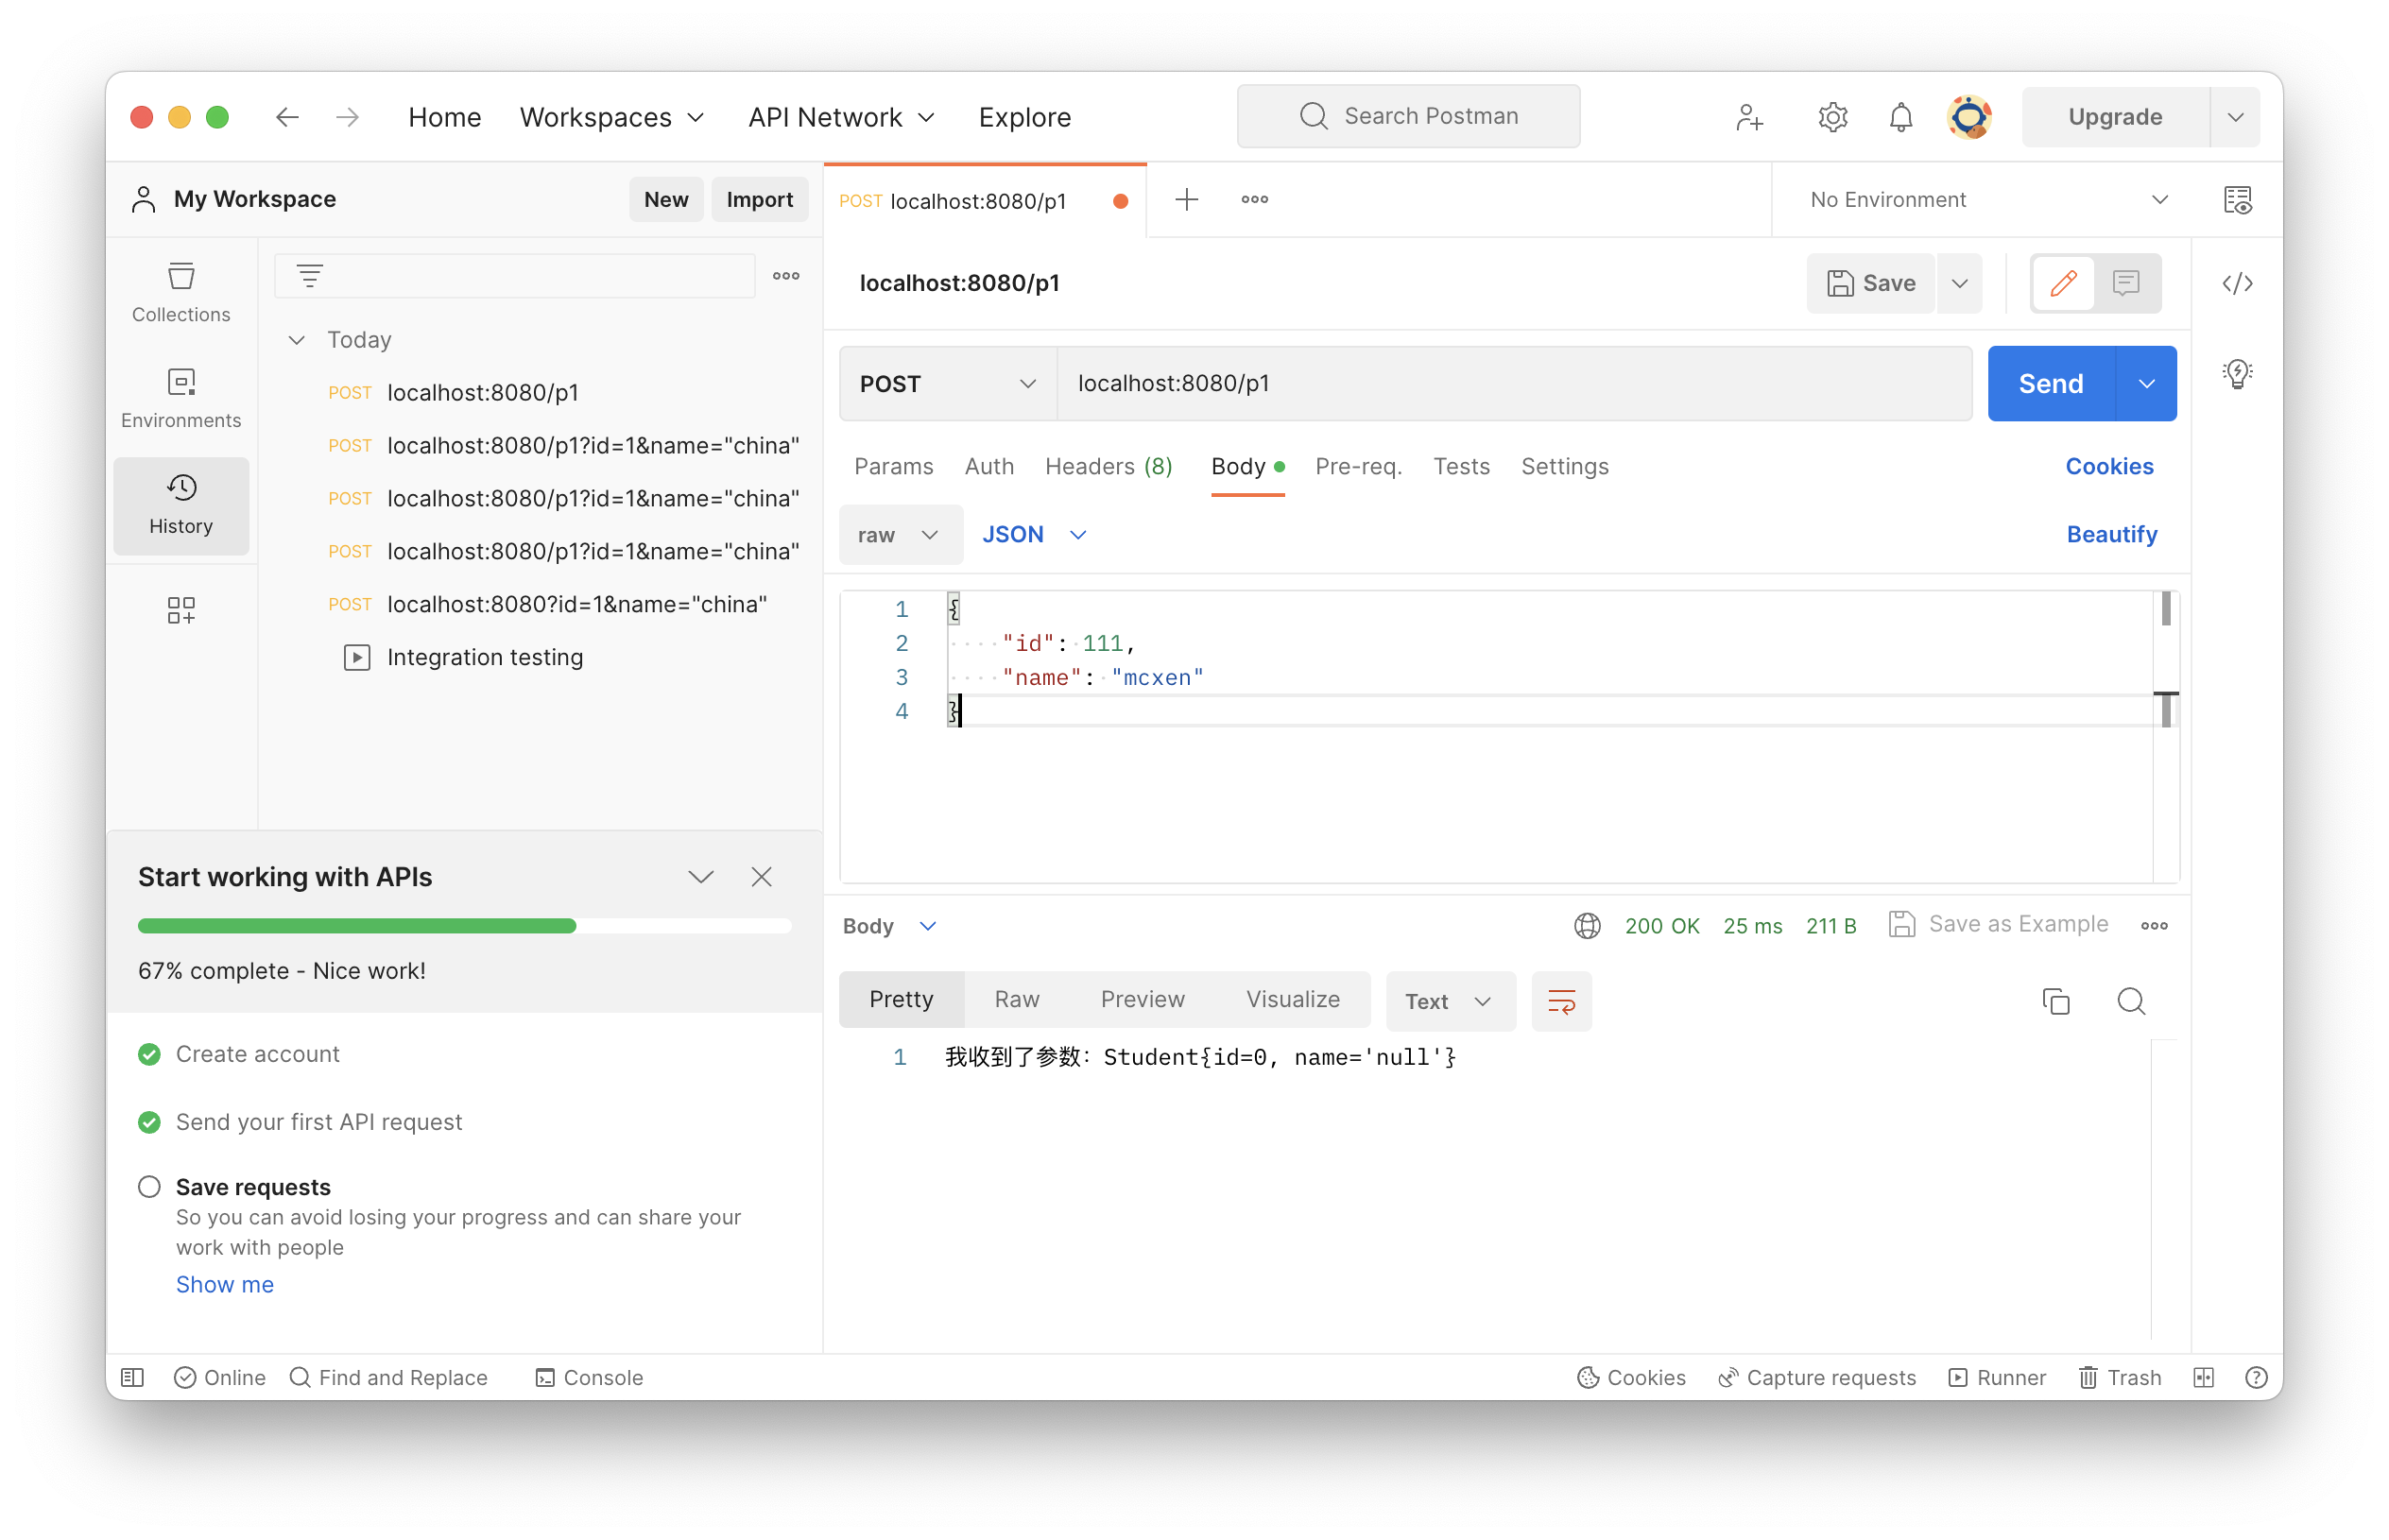 Home Workspaces API Network Explore Search Postman Upgrade
My Workspace New Import
POST localhost:8080/p1 No Environment
Collections
Environments
History
Today
POST localhost:8080/p1
POST localhost:8080/p1?id=1&name="china"
POST localhost:8080/p1?id=1&name="china"
POST localhost:8080/p1?id=1&name="china"
POST localhost:8080?id=1&name="china"
Integration testing
Start working with APIs
67% complete - Nice work!
Create account
Send your first API request
Save requests
So you can avoid losing your progress and can share your
work with people
Show me
localhost:8080/p1 Save
POST localhost:8080/p1 Send
Params Auth Headers (8) Body Pre-req. Tests Settings Cookies
raw JSON Beautify
1 {
2 "id": 111,
3 "name": "mcxen"
4 }
Body 200 OK 25 ms 211 B Save as Example
Pretty Raw Preview Visualize Text
1 我收到了参数：Student{id=0, name='null'}
Online Find and Replace Console Cookies Capture requests Runner Trash